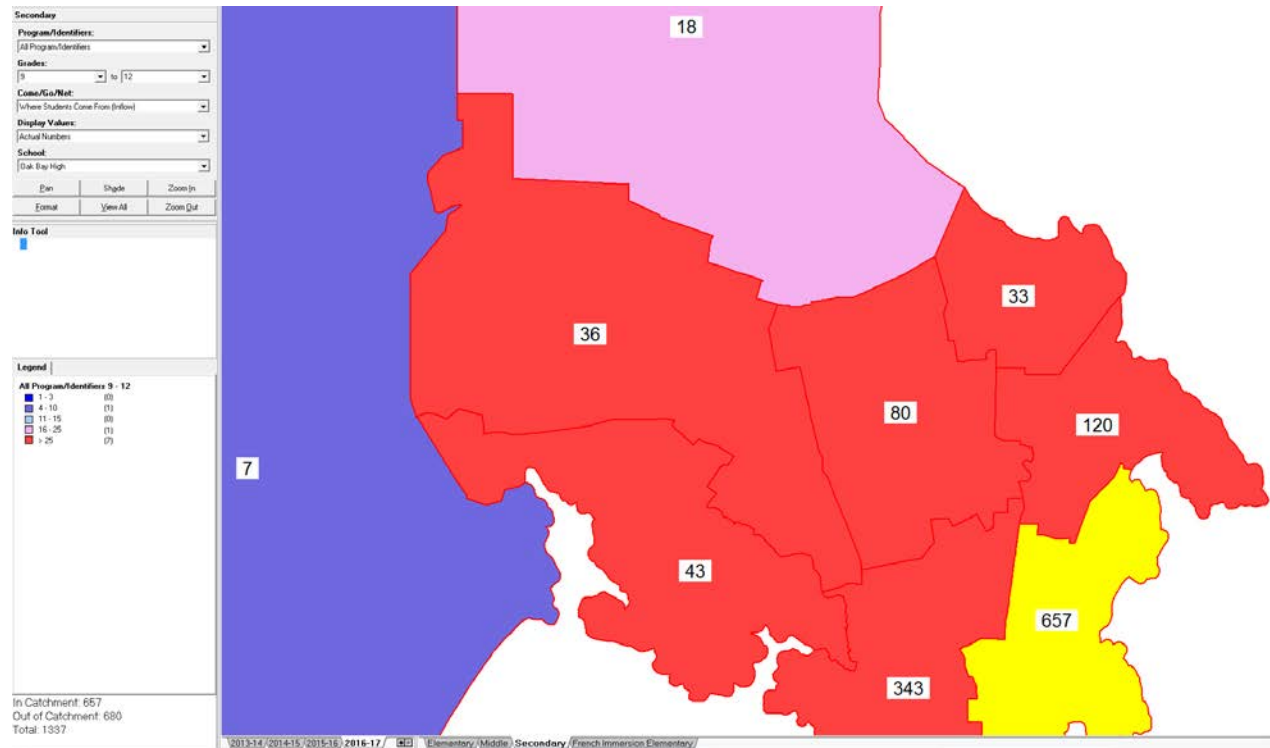 Secondary
Program/Identifiers:
All Program/Identifiers
Grades:
9 to 12
Come/Go/Net:
Where Students Come From (Inflow)
Display Values:
Actual Numbers
School:
Oak Bay High
Pan Shade Zoom In
Format View All Zoom Out
Info Tool
Legend
All Program/Identifiers 9 - 12
1 - 3 (0)
4 - 10 (1)
11 - 15 (0)
16 - 25 (1)
> 25 (7)
In Catchment: 657
Out of Catchment: 680
Total: 1337
18
33
36
80
120
7
43
657
343
2013-14 2014-15 2015-16 2016-17 Elementary Middle Secondary French Immersion Elementary